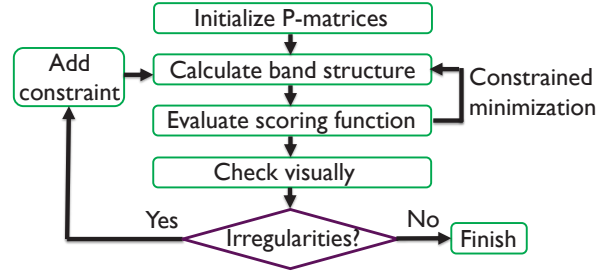 Initialize P-matrices
Add
constraint
Calculate band structure
Constrained
minimization
Evaluate scoring function
Check visually
Yes
Irregularities?
No
Finish